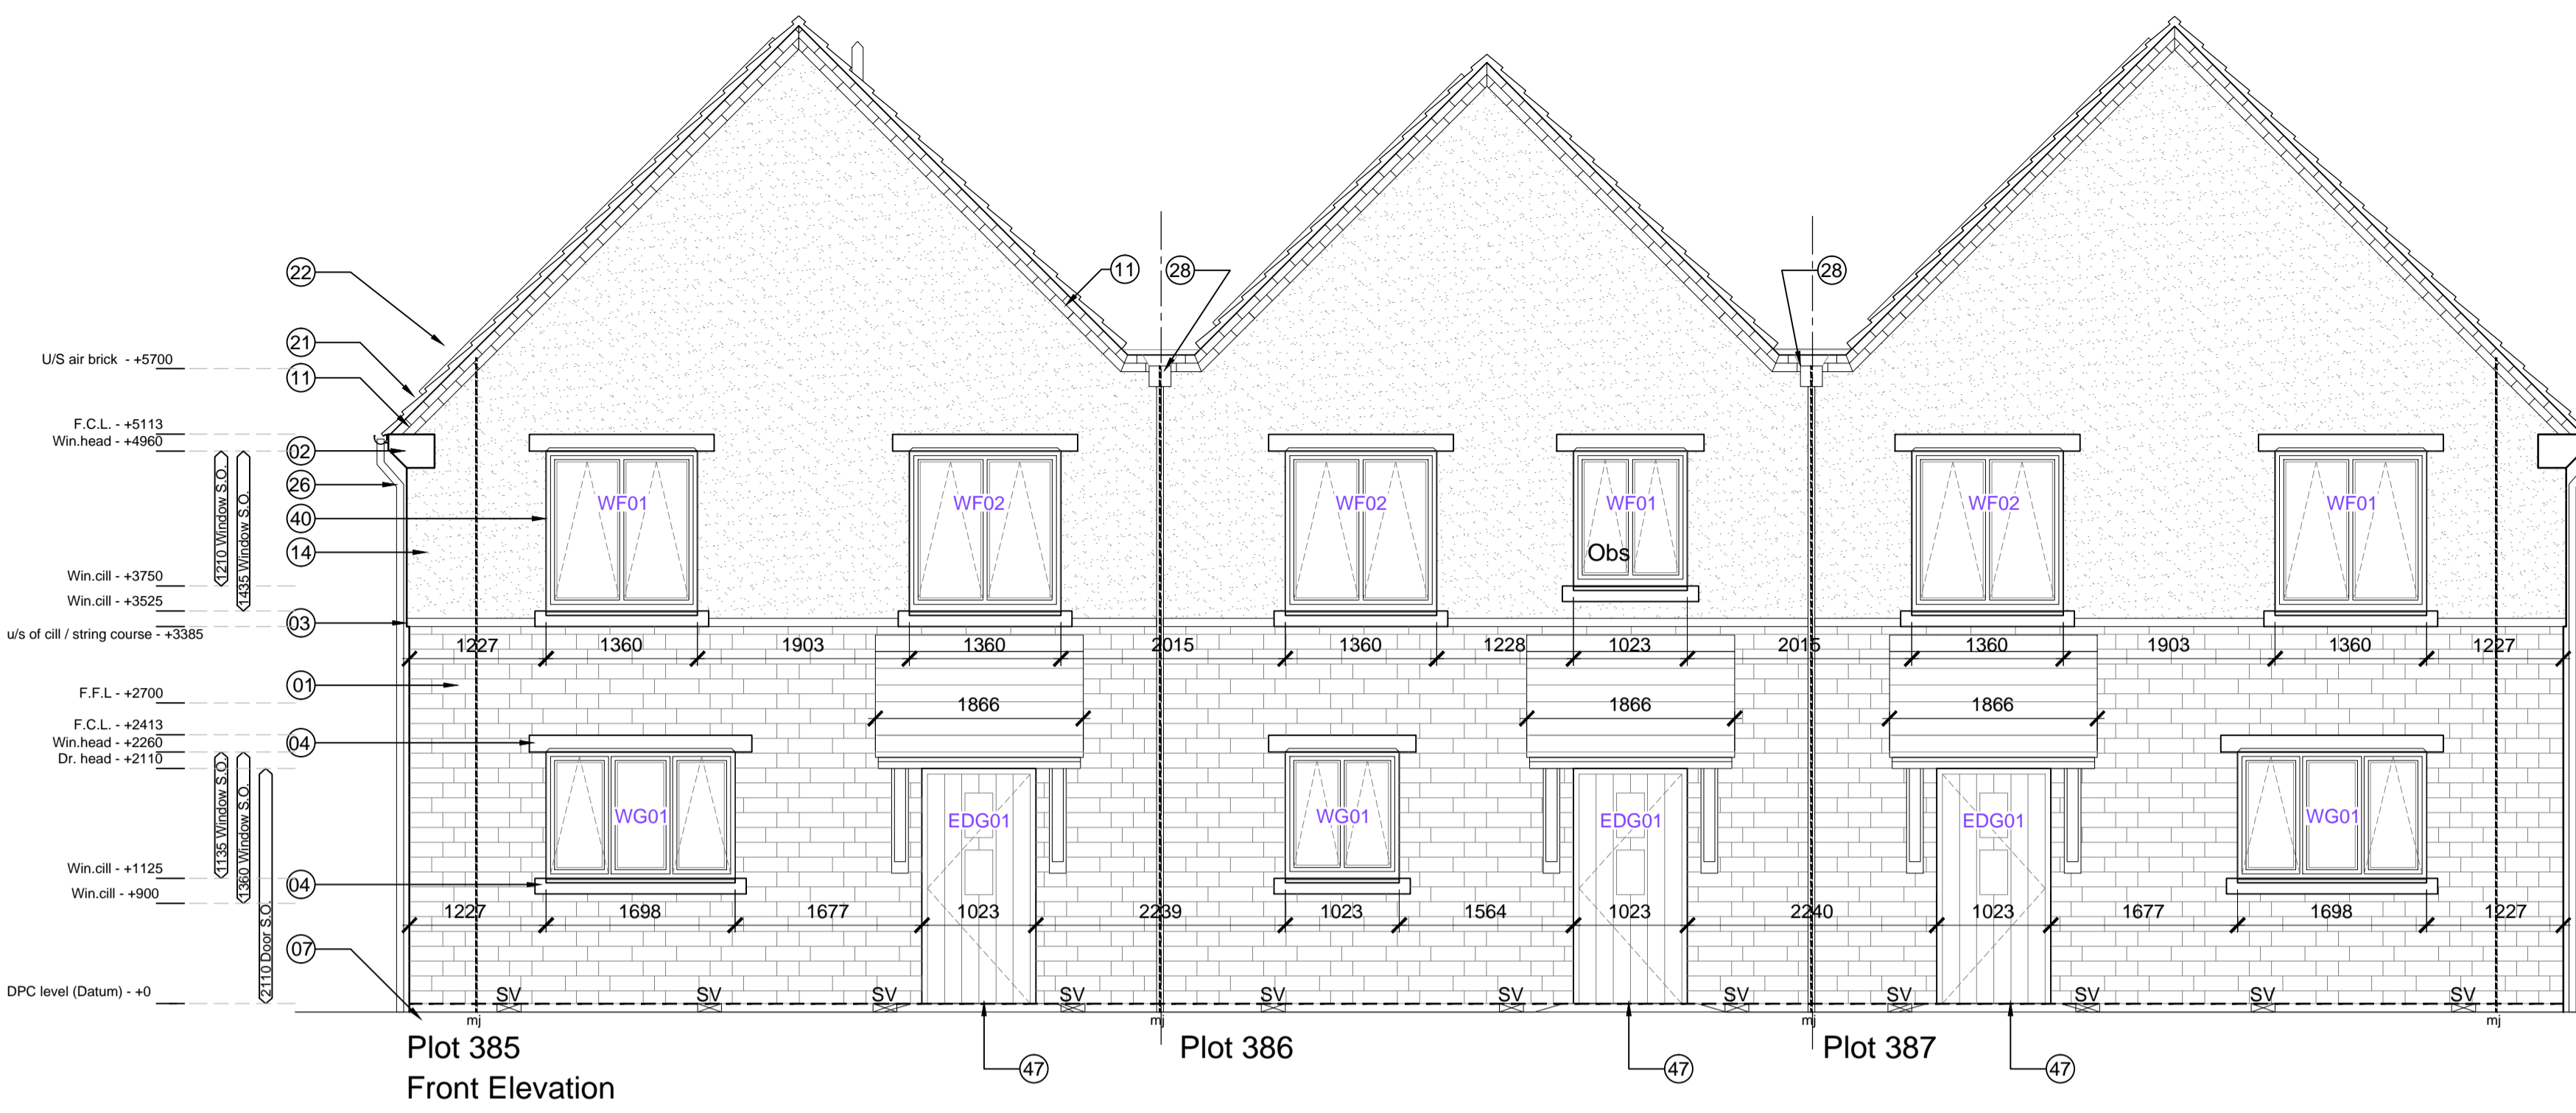 22
11
28
28
U/S air brick - +5700
21
11
F.C.L. - +5113
Win.head - +4960
02
26
40
14
1210 Window S.O.
1435 Window S.O.
WF01
WF02
WF02
WF01
Obs
WF02
WF01
Win.cill - +3750
Win.cill - +3525
03
u/s of cill / string course - +3385
1227 1360 1903 1360 2015 1360 1228 1023 2015 1360 1903 1360 1227
01
F.F.L - +2700
1866 1866 1866
F.C.L. - +2413
Win.head - +2260
04
Dr. head - +2110
1135 Window S.O.
1360 Window S.O.
2110 Door S.O.
WG01
EDG01
WG01
EDG01
EDG01
WG01
Win.cill - +1125
04
Win.cill - +900
1227 1698 1677 1023 2239 1023 1564 1023 2240 1023 1677 1698 1227
07
DPC level (Datum) - +0
SV SV SV SV SV SV SV SV SV SV SV
mj mj mj mj
Plot 385
Plot 386
Plot 387
47
47
47
Front Elevation